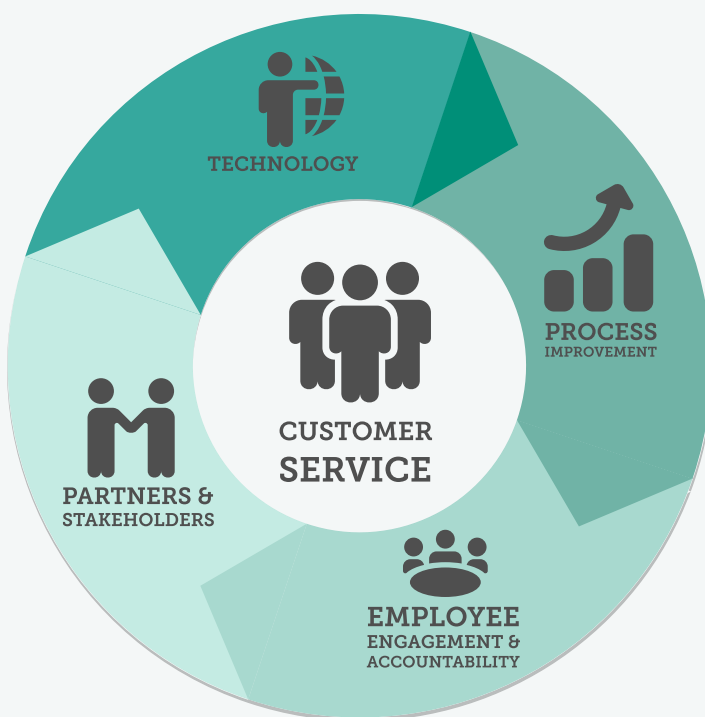 TECHNOLOGY
PROCESS
IMPROVEMENT
CUSTOMER
SERVICE
PARTNERS &
STAKEHOLDERS
EMPLOYEE
ENGAGEMENT &
ACCOUNTABILITY